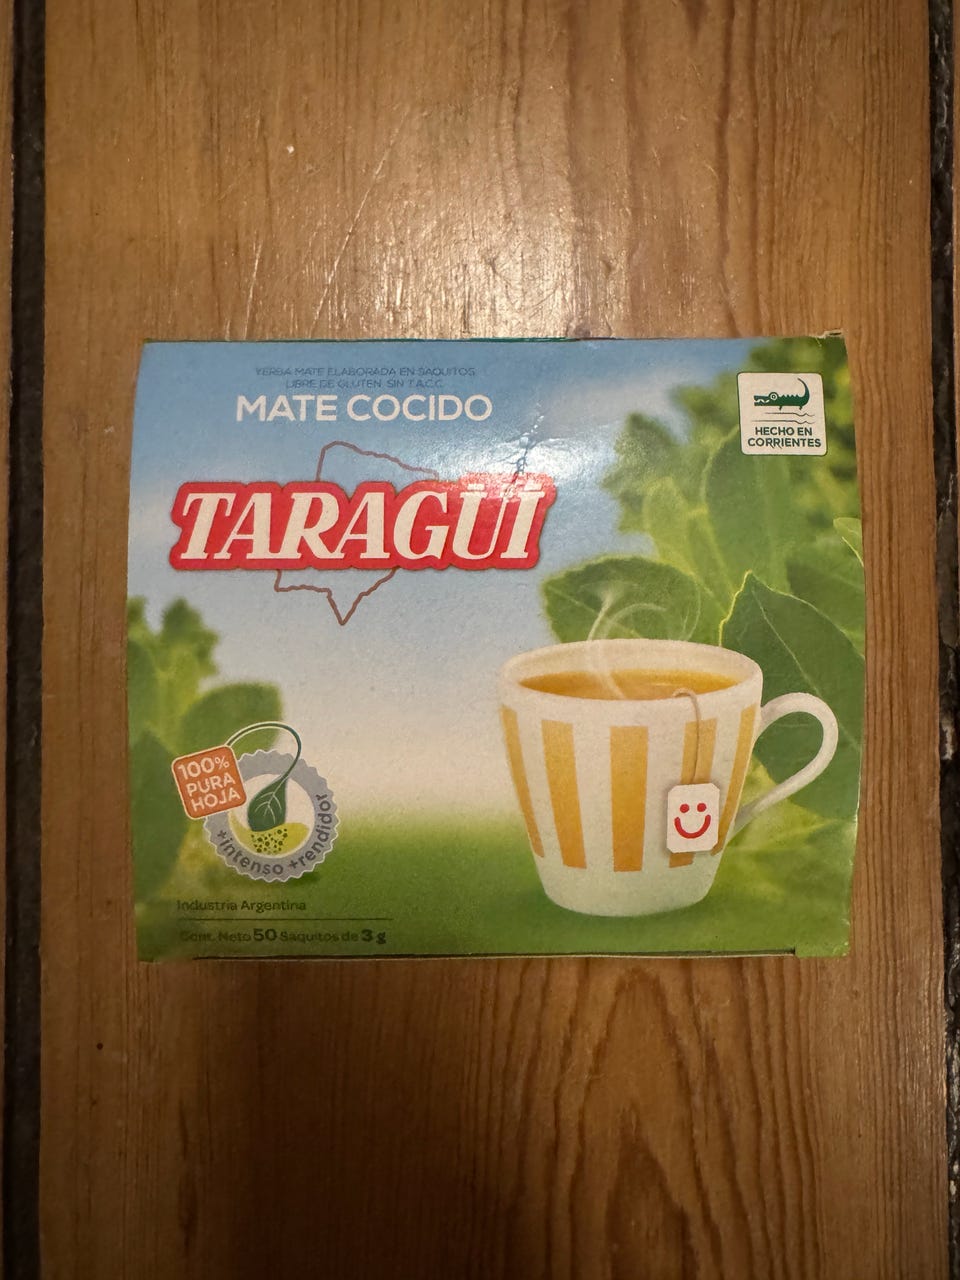 YERBA MATE ELABORADA EN SAQUITOS
LIBRE DE GLUTEN SIN T.A.C.C.
MATE COCIDO
TARAGÜI
HECHO EN
CORRIENTES
100%
PURA
HOJA
+intenso +rendidor
Industria Argentina
Cont. Neto 50 Saquitos de 3 g